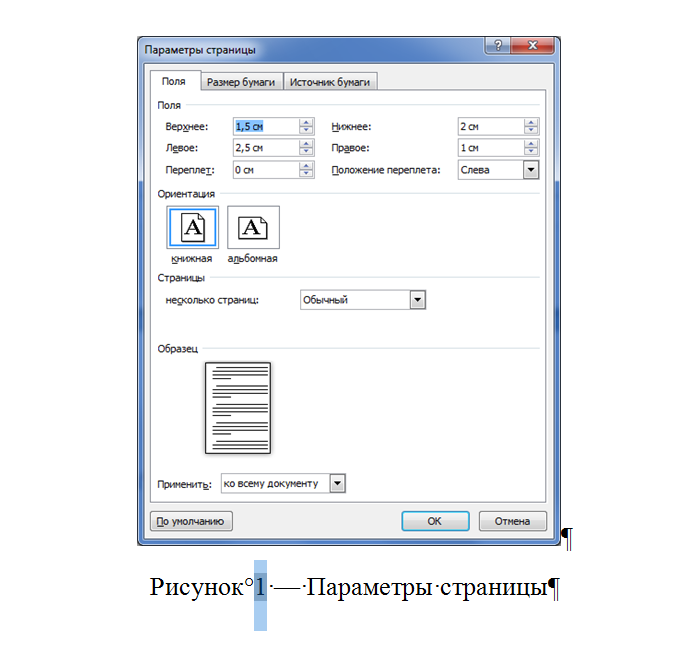 Параметры страницы
Поля Размер бумаги Источник бумаги
Поля
Верхнее: 1,5 см Нижнее: 2 см
Левое: 2,5 см Правое: 1 см
Переплет: 0 см Положение переплета: Слева
Ориентация
A A
книжная альбомная
Страницы
несколько страниц: Обычный
Образец
Применить: ко всему документу
По умолчанию ОК Отмена
¶
Рисунок°1·—·Параметры·страницы¶